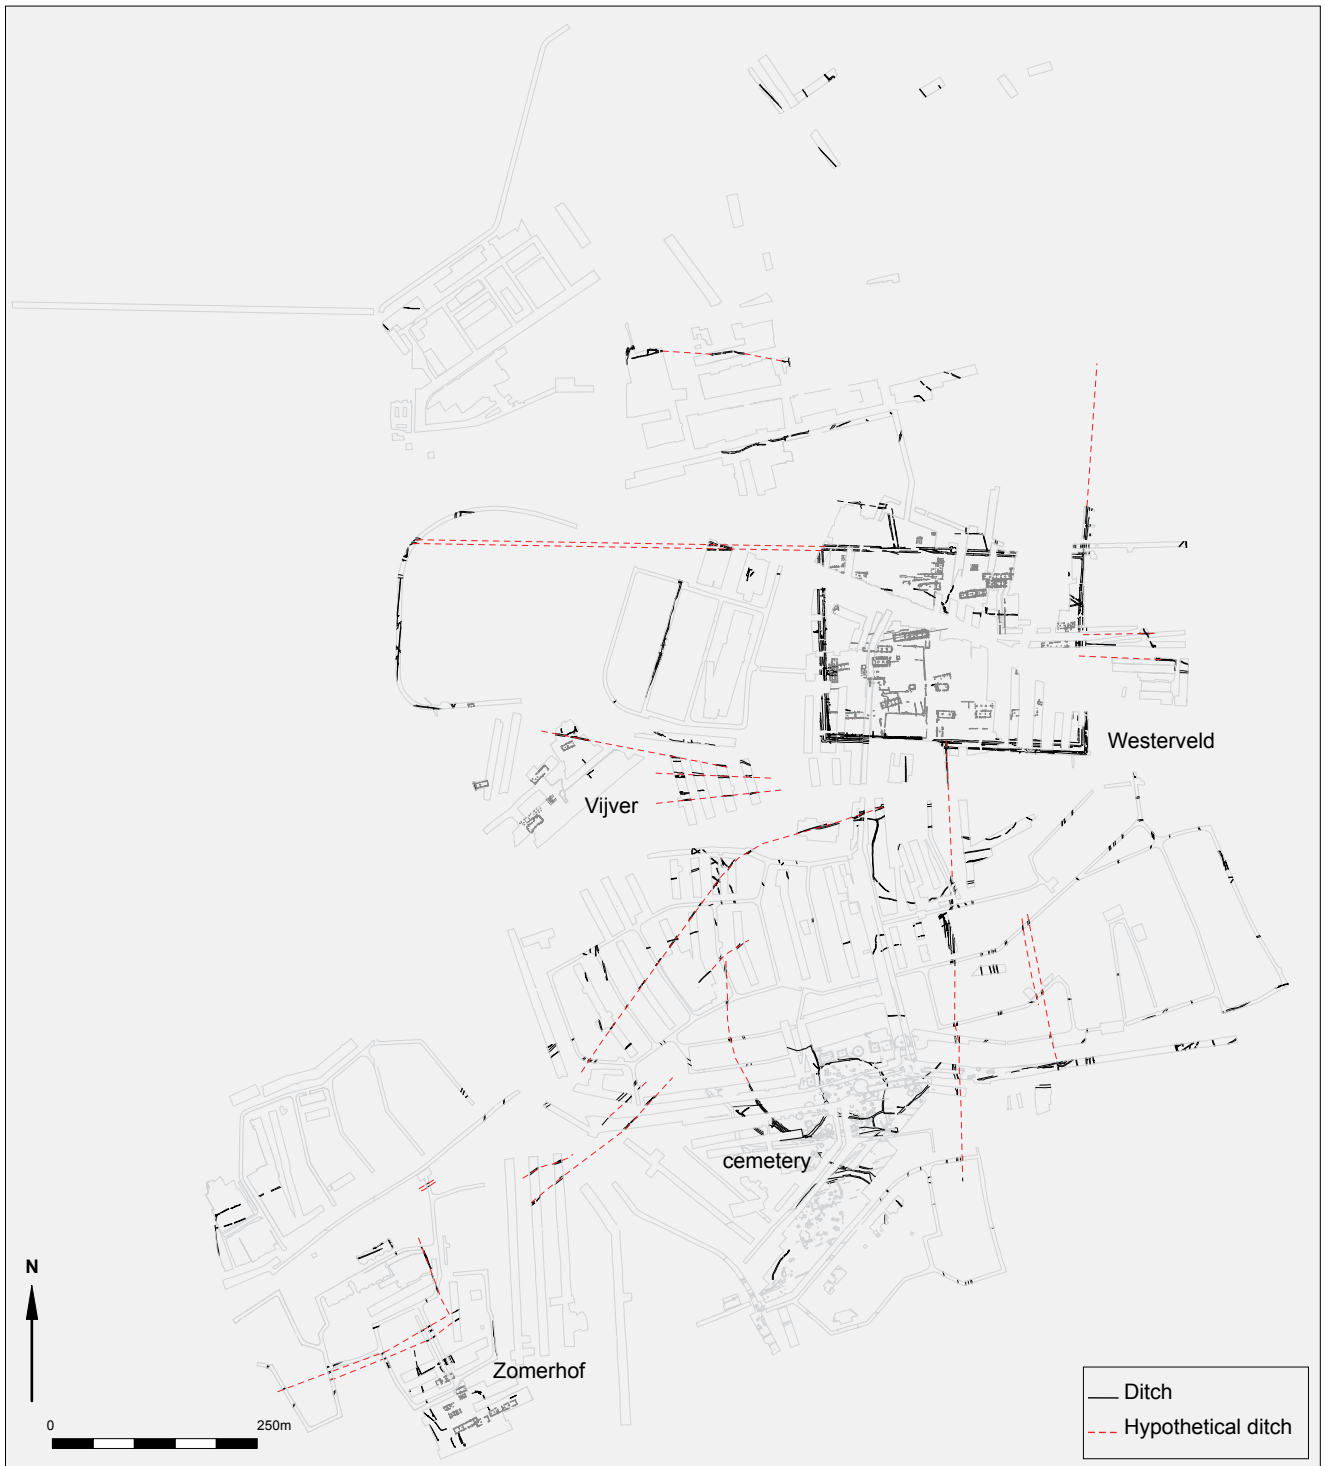 Westerveld
Vijver
cemetery
N
Zomerhof
0 250m
Ditch
Hypothetical ditch